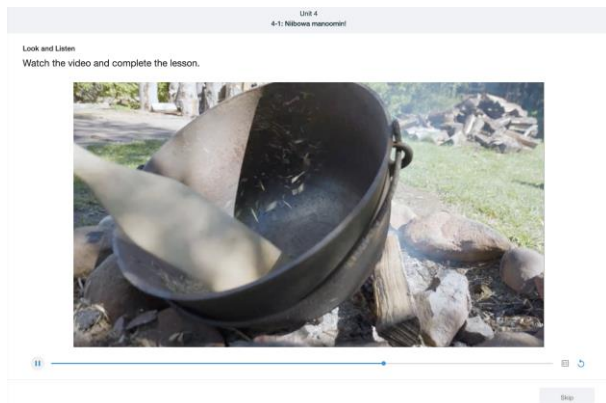 Unit 4
4-1: Niibowa manoomin!
Look and Listen
Watch the video and complete the lesson.
Skip